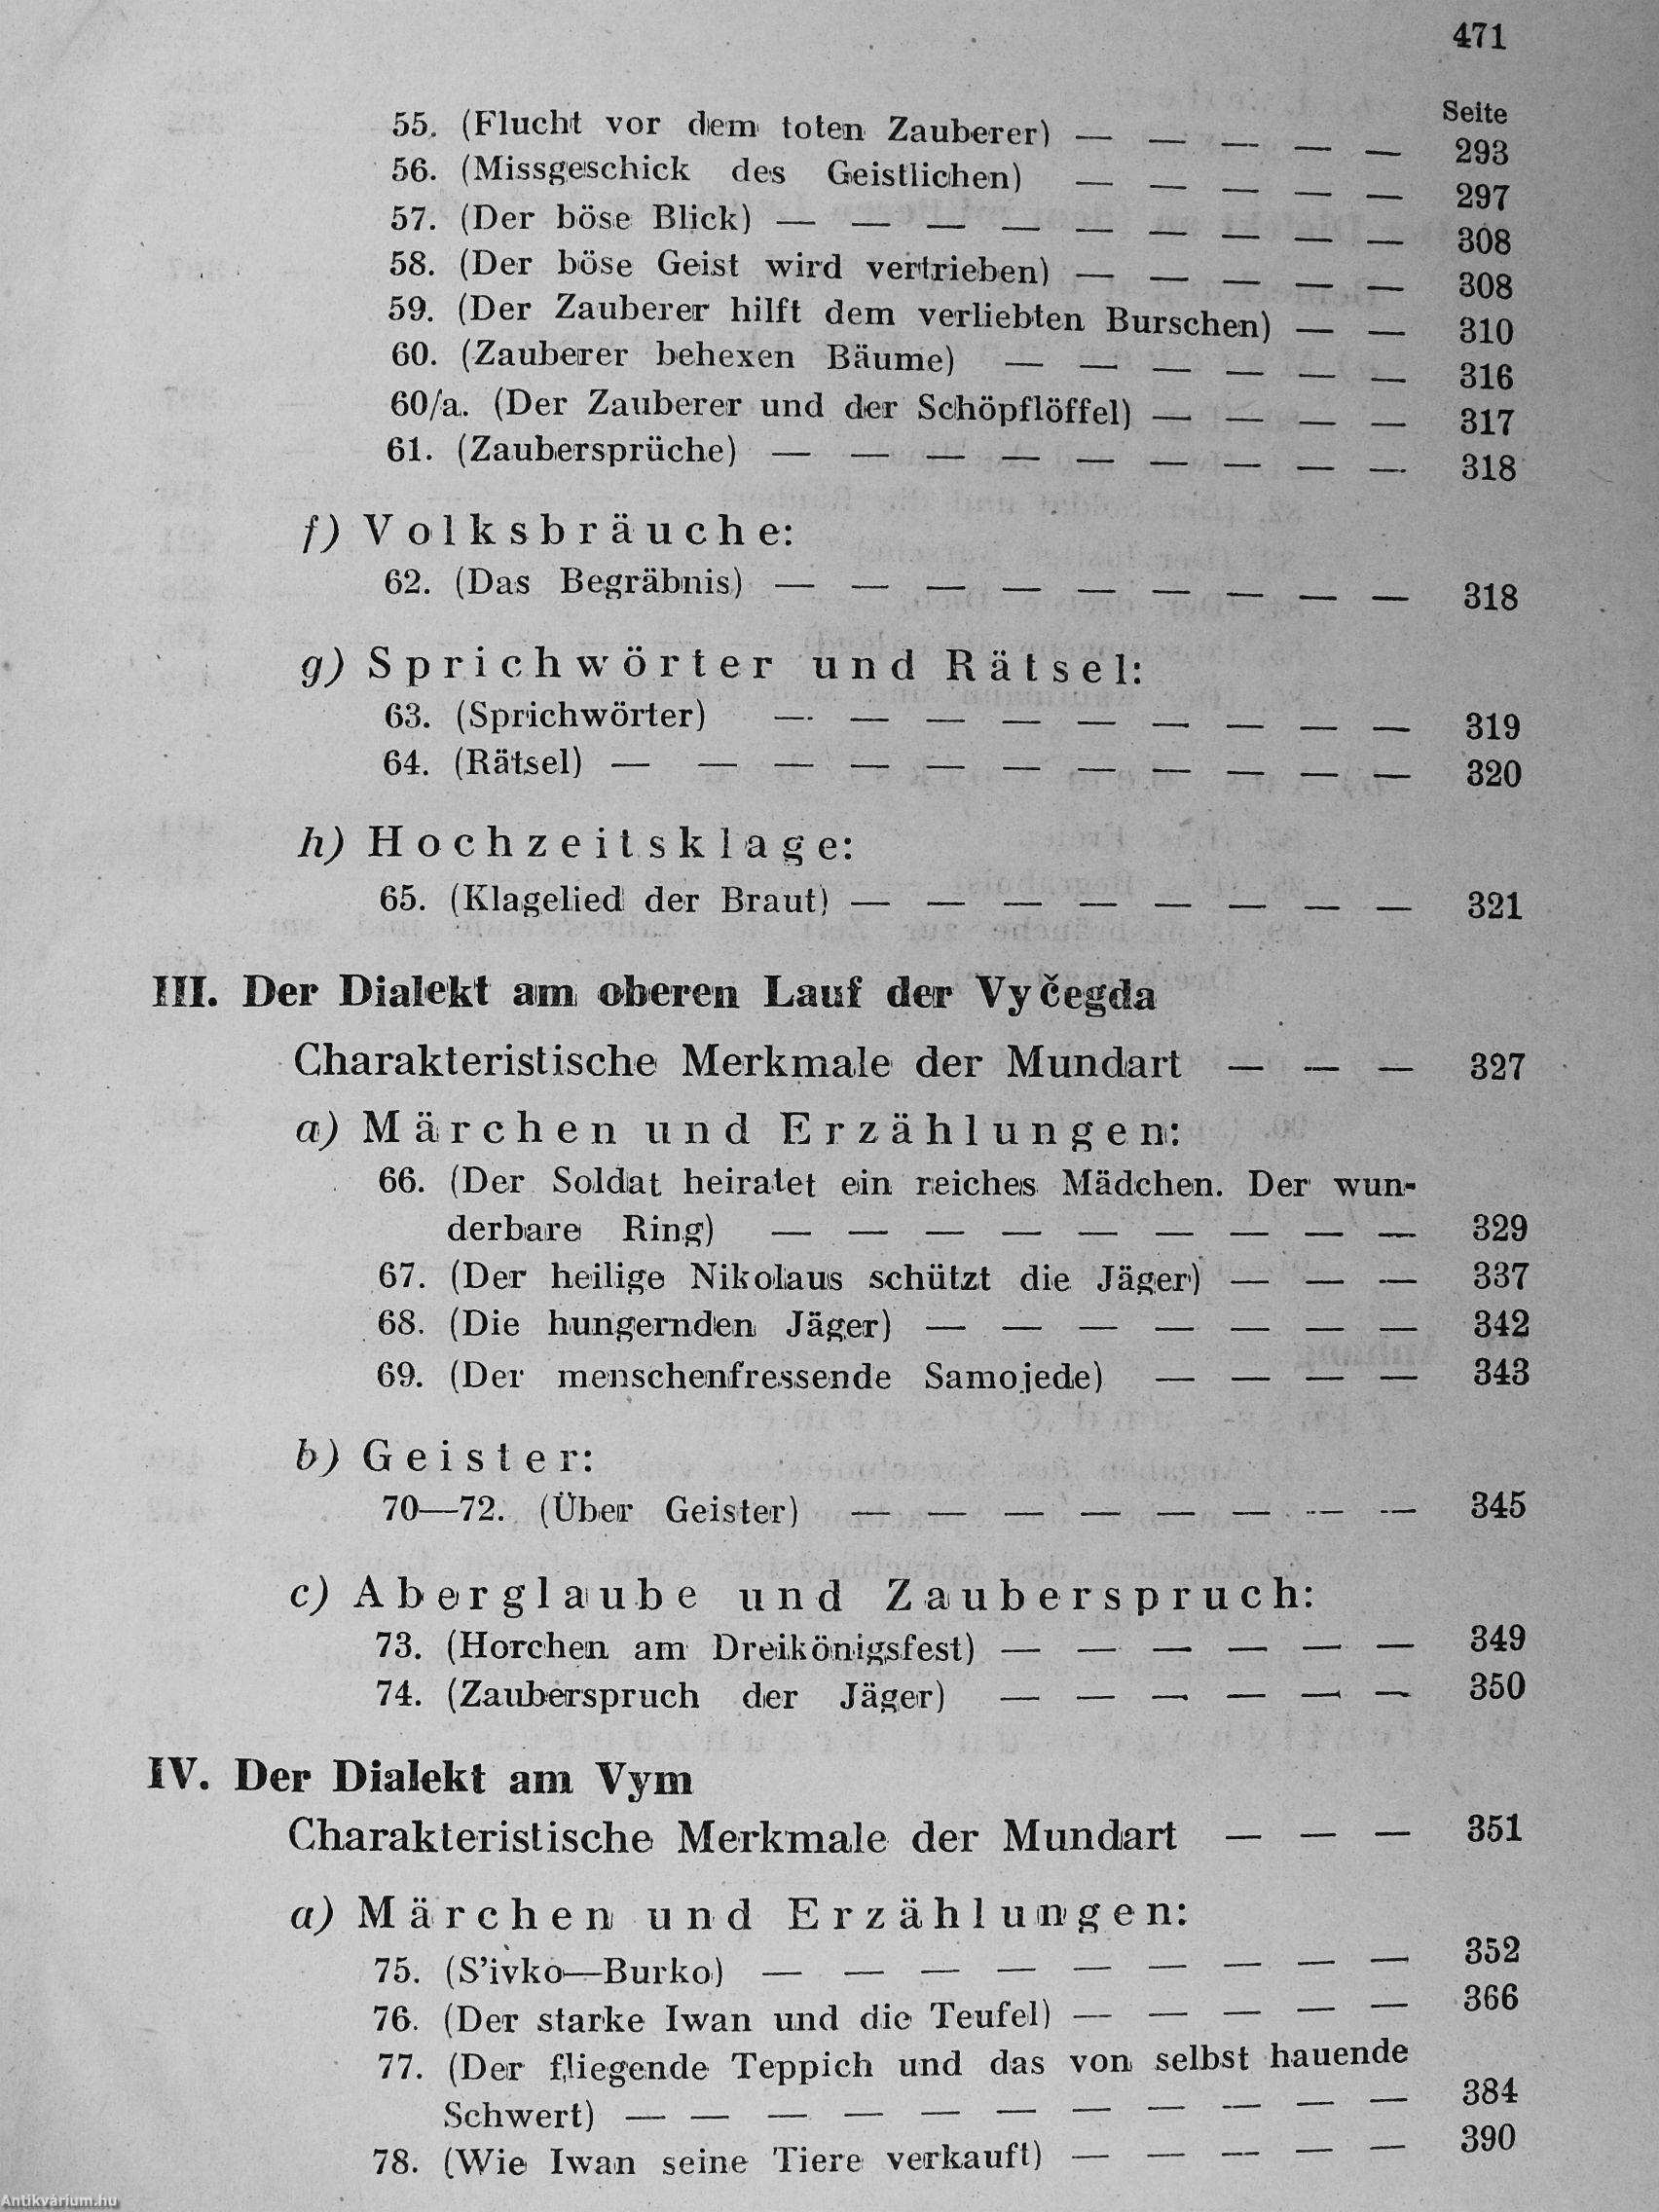 471
Seite
55. (Flucht vor dem toten Zauberer) — — — — — 293
56. (Missgeschick des Geistlichen) — — — — — 297
57. (Der böse Blick) — — — — — — — — — 308
58. (Der böse Geist wird vertrieben) — — — — — 308
59. (Der Zauberer hilft dem verliebten Burschen) — — 310
60. (Zauberer behexen Bäume) — — — — — — 316
60/a. (Der Zauberer und der Schöpflöffel) — — — — 317
61. (Zaubersprüche) — — — — — — — — — 318
f) Volksbräuche:
62. (Das Begräbnis) — — — — — — — — — 318
g) Sprichwörter und Rätsel:
63. (Sprichwörter) — — — — — — — — — 319
64. (Rätsel) — — — — — — — — — — — 320
h) Hochzeitsklage:
65. (Klagelied der Braut) — — — — — — — — 321
III. Der Dialekt am oberen Lauf der Vyčegda
Charakteristische Merkmale der Mundart — — — 327
a) Märchen und Erzählungen:
66. (Der Soldat heiratet ein reiches Mädchen. Der wun-
derbare Ring) — — — — — — — — — 329
67. (Der heilige Nikolaus schützt die Jäger) — — — 337
68. (Die hungernden Jäger) — — — — — — — 342
69. (Der menschenfressende Samojede) — — — — 343
b) Geister:
70—72. (Über Geister) — — — — — — — — 345
c) Aberglaube und Zauberspruch:
73. (Horchen am Dreikönigsfest) — — — — — — 349
74. (Zauberspruch der Jäger) — — — — — — 350
IV. Der Dialekt am Vym
Charakteristische Merkmale der Mundart — — — 351
a) Märchen und Erzählungen:
75. (S'ivko—Burko) — — — — — — — — — 352
76. (Der starke Iwan und die Teufel) — — — — — 366
77. (Der fliegende Teppich und das von selbst hauende
Schwert) — — — — — — — — — — — 384
78. (Wie Iwan seine Tiere verkauft) — — — — — 390
Antikvárium.hu